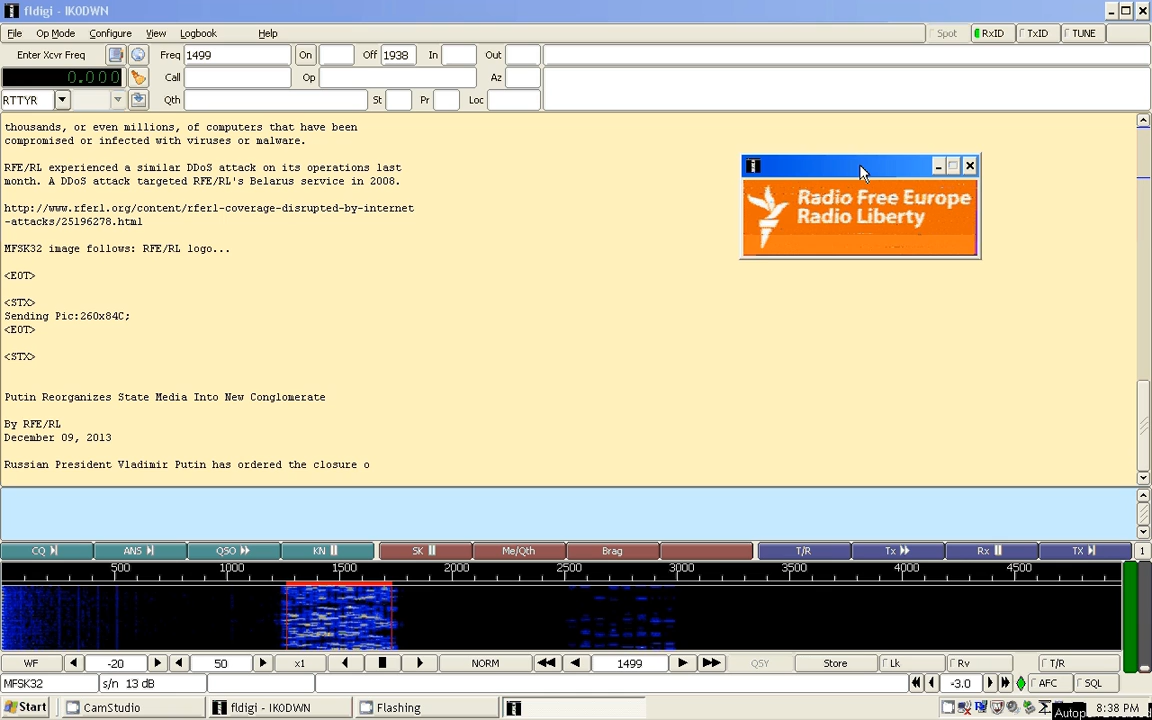 fldigi - IK0DWN
File Op Mode Configure View Logbook Help Spot RxID TxID TUNE
Enter Xcvr Freq Freq 1499 On Off 1938 In Out
0.000 Call Op Az
RTTYR Qth St Pr Loc
thousands, or even millions, of computers that have been
compromised or infected with viruses or malware.
RFE/RL experienced a similar DDoS attack on its operations last
month. A DDoS attack targeted RFE/RL's Belarus service in 2008.
http://www.rferl.org/content/rferl-coverage-disrupted-by-internet
-attacks/25196278.html
MFSK32 image follows: RFE/RL logo...
<EOT>
<STX>
Sending Pic:260x84C;
<EOT>
<STX>
Putin Reorganizes State Media Into New Conglomerate
By RFE/RL
December 09, 2013
Russian President Vladimir Putin has ordered the closure o
Radio Free Europe
Radio Liberty
CQ ANS QSO KN SK Me/Qth Brag T/R Tx Rx TX 1
500 1000 1500 2000 2500 3000 3500 4000 4500
WF -20 50 x1 NORM 1499 QSY Store Lk Rv T/R
MFSK32 s/n 13 dB -3.0 AFC SQL
Start CamStudio fldigi - IK0DWN Flashing 8:38 PM